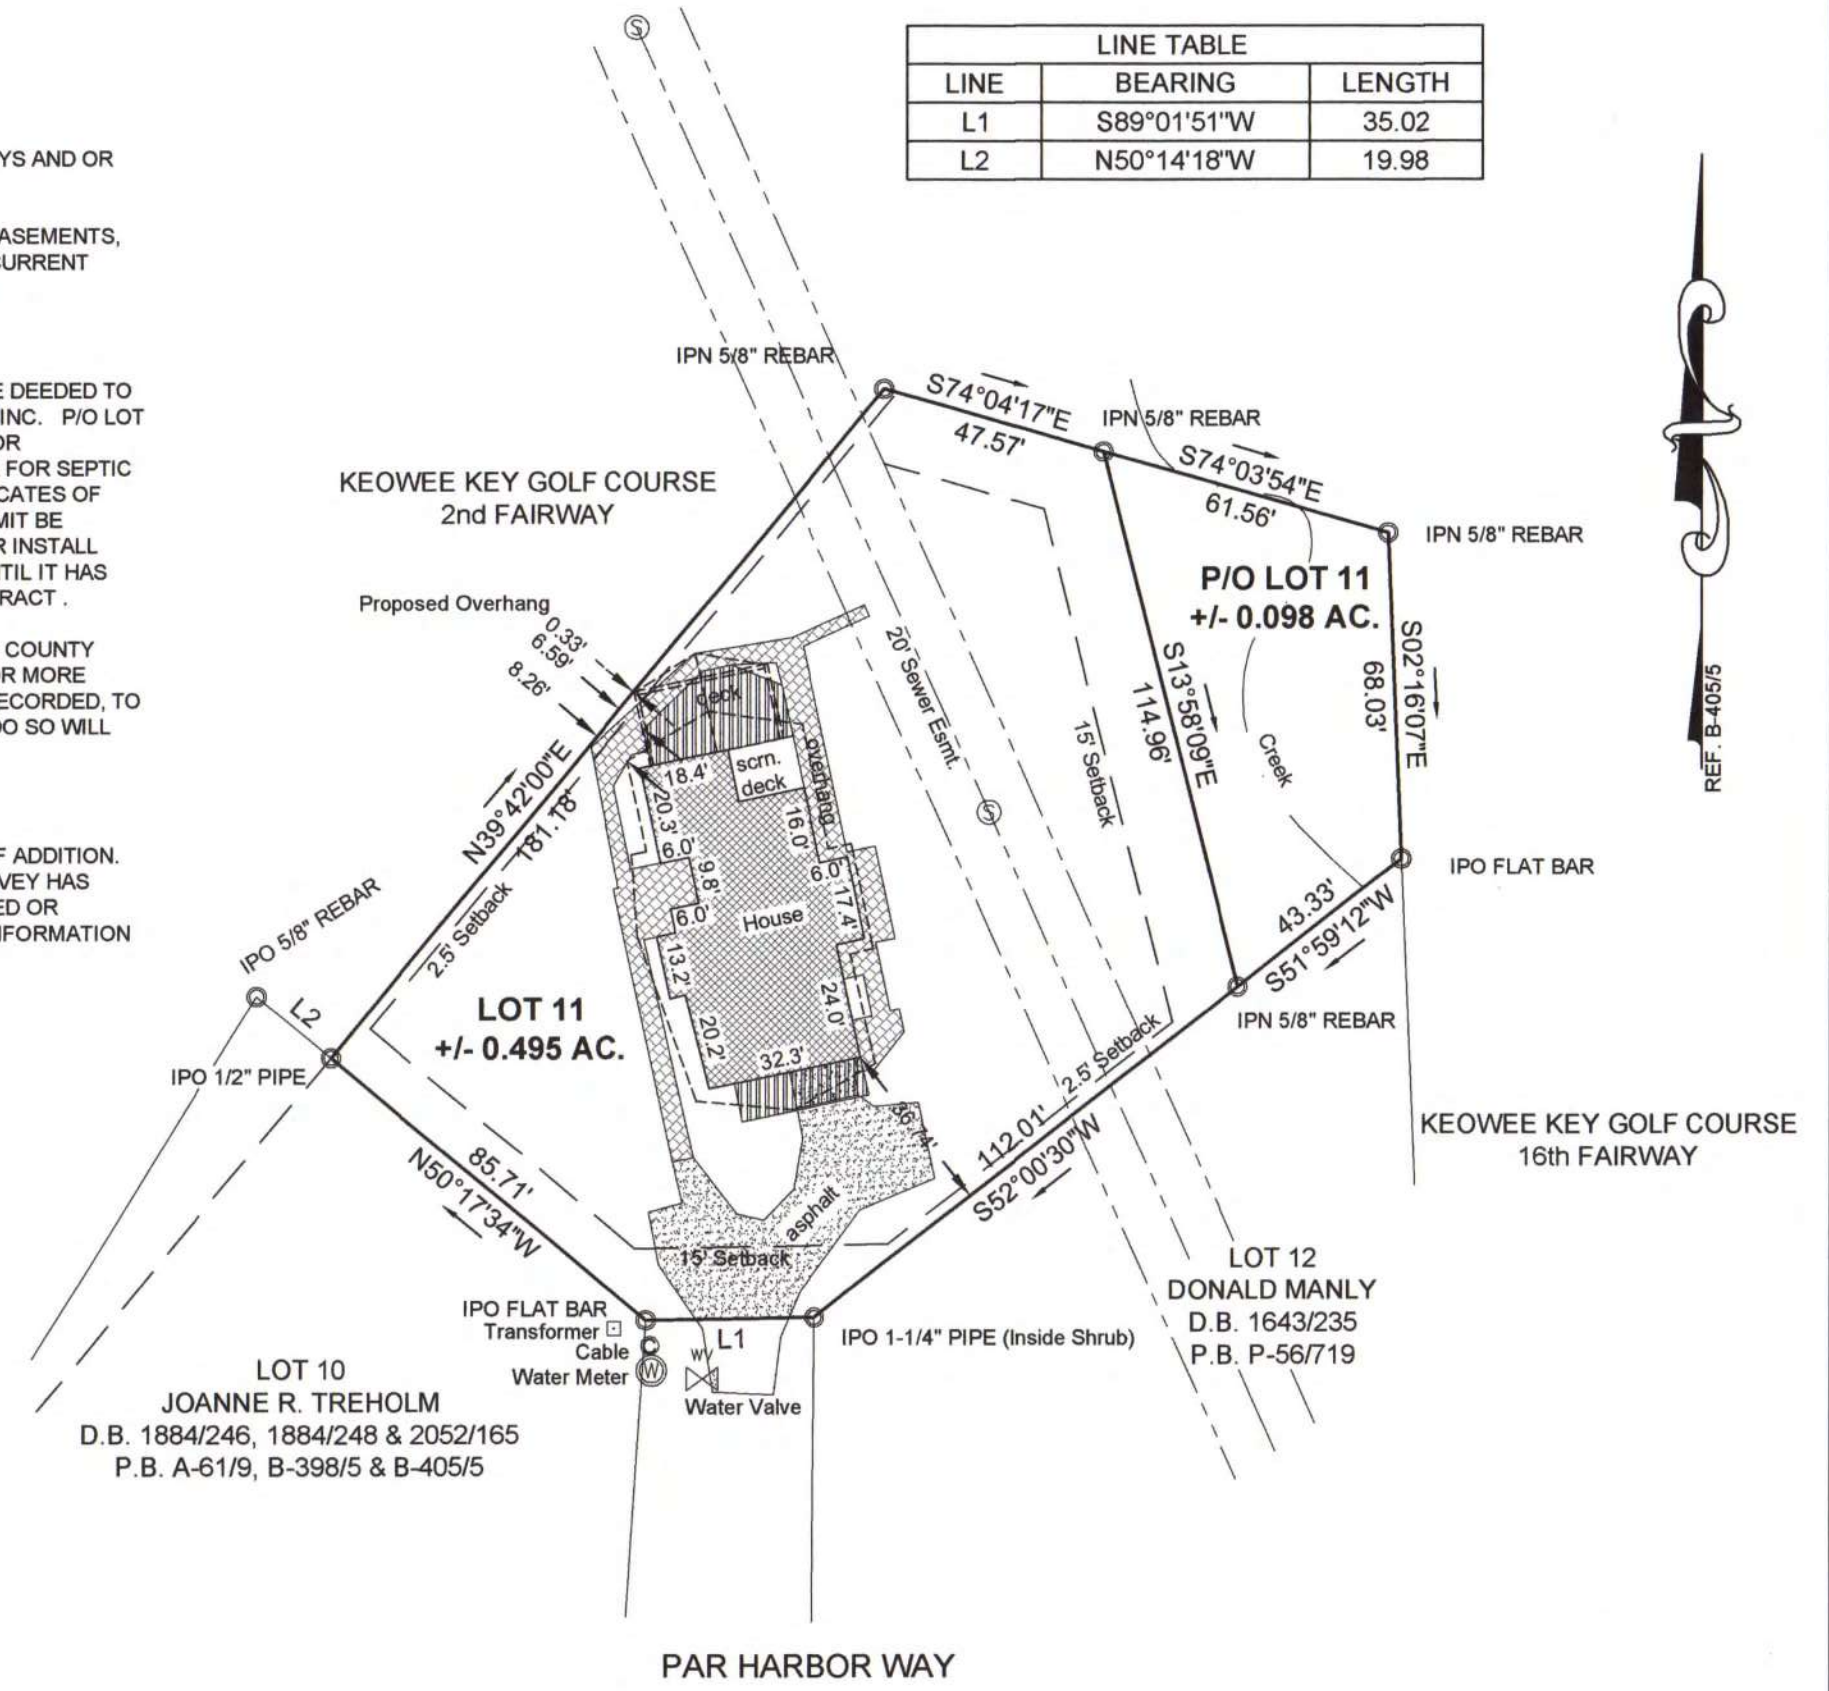 LINE TABLE
LINE BEARING LENGTH
L1 S89°01'51"W 35.02
L2 N50°14'18"W 19.98
YS AND OR
ASEMENTS,
CURRENT
E DEEDED TO
INC. P/O LOT
OR
FOR SEPTIC
CATES OF
MIT BE
R INSTALL
TIL IT HAS
RACT .
COUNTY
OR MORE
ECORDED, TO
DO SO WILL
F ADDITION.
VEY HAS
ED OR
NFORMATION
S
IPN 5/8" REBAR
S74°04'17"E
47.57'
IPN 5/8" REBAR
S74°03'54"E
61.56'
IPN 5/8" REBAR
KEOWEE KEY GOLF COURSE
2nd FAIRWAY
P/O LOT 11
+/- 0.098 AC.
Proposed Overhang
0.33'
6.59'
8.26'
deck
scrn.
deck
overhang
20' Sewer Esmt.
15' Setback
S13°58'09"E
114.96'
Creek
S02°16'07"E
68.03'
REF. B-405/5
N39°42'00"E
181.18'
2.5' Setback
18.4'
20.3'
6.0'
9.8'
6.0'
13.2'
20.2'
32.3'
16.0'
6.0'
17.4'
24.0'
House
S
IPO FLAT BAR
43.33'
S51°59'12"W
IPN 5/8" REBAR
IPO 5/8" REBAR
L2
IPO 1/2" PIPE
LOT 11
+/- 0.495 AC.
2.5' Setback
36.74'
112.01'
S52°00'30"W
KEOWEE KEY GOLF COURSE
16th FAIRWAY
85.71'
N50°17'34"W
asphalt
15' Setback
IPO FLAT BAR
Transformer
Cable
C
Water Meter
W
L1
WV
Water Valve
IPO 1-1/4" PIPE (Inside Shrub)
LOT 12
DONALD MANLY
D.B. 1643/235
P.B. P-56/719
LOT 10
JOANNE R. TREHOLM
D.B. 1884/246, 1884/248 & 2052/165
P.B. A-61/9, B-398/5 & B-405/5
PAR HARBOR WAY